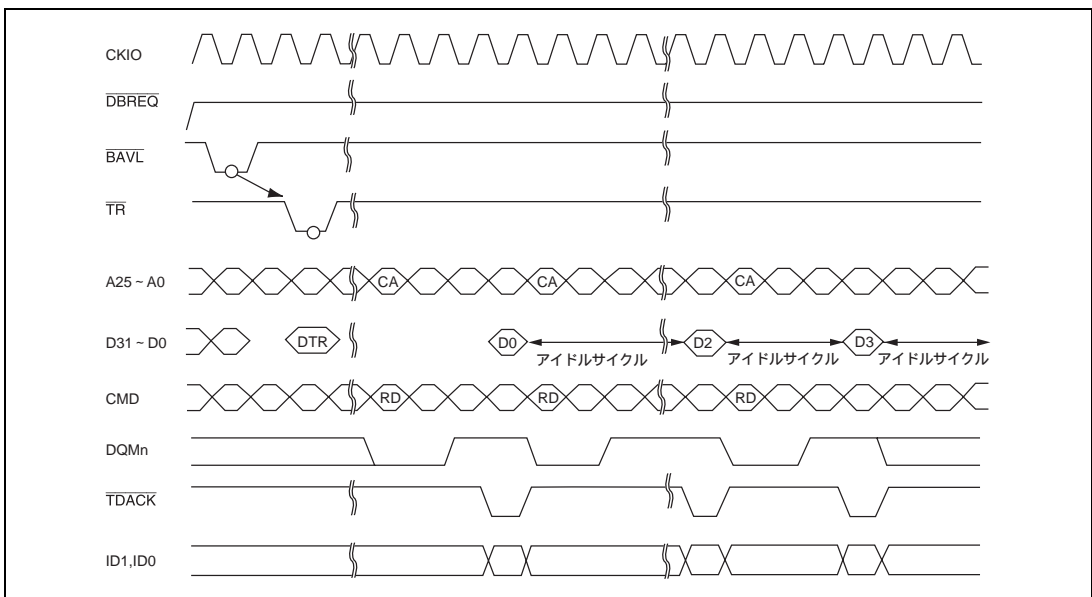 CKIO
DBREQ
BAVL
TR
A25 ~ A0 CA CA CA
D31 ~ D0 DTR D0 D2 D3
アイドルサイクル アイドルサイクル アイドルサイクル
CMD RD RD RD
DQMn
TDACK
ID1,ID0